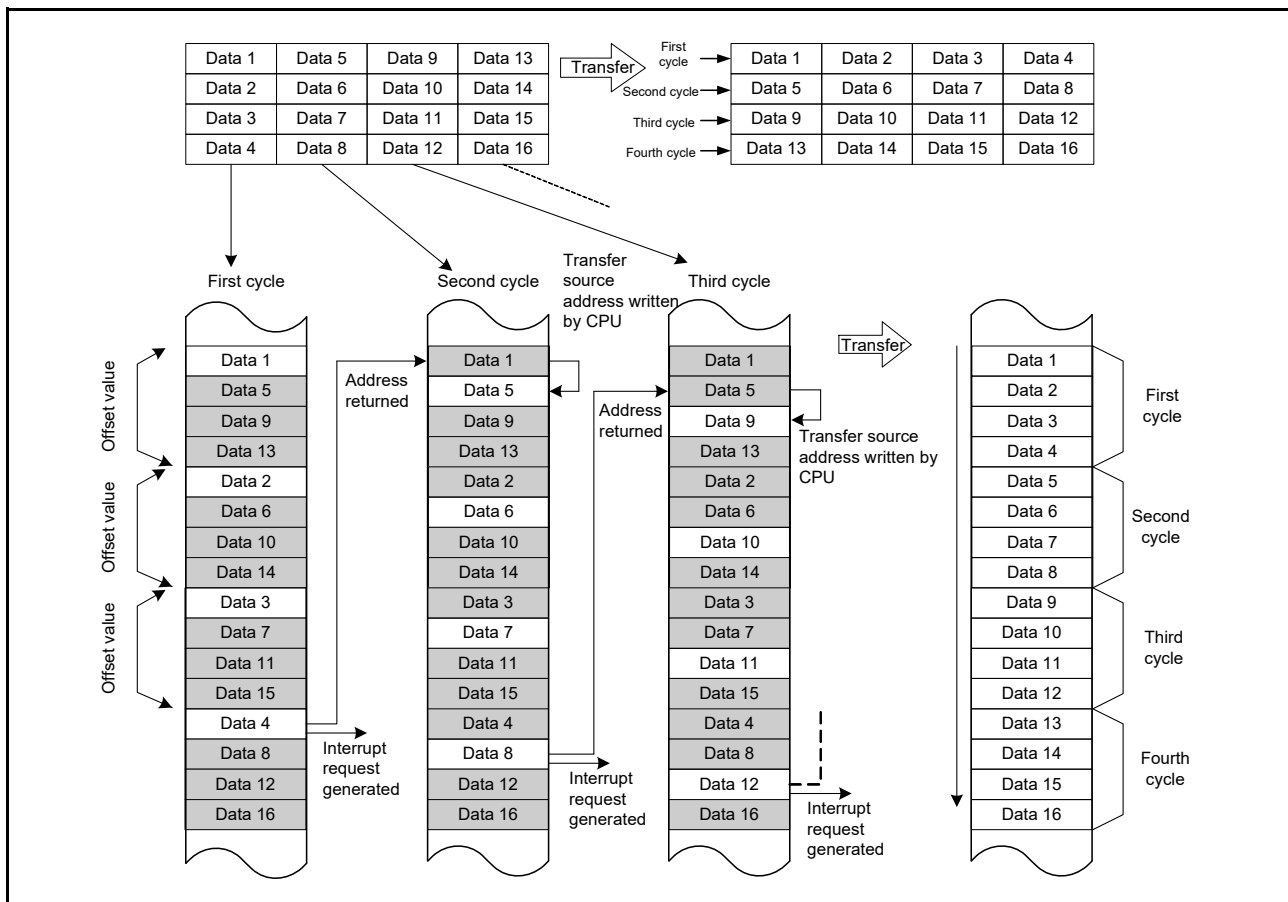 Data 1 Data 5 Data 9 Data 13
Data 2 Data 6 Data 10 Data 14
Data 3 Data 7 Data 11 Data 15
Data 4 Data 8 Data 12 Data 16
Transfer
First
cycle
Second cycle
Third cycle
Fourth cycle
Data 1 Data 2 Data 3 Data 4
Data 5 Data 6 Data 7 Data 8
Data 9 Data 10 Data 11 Data 12
Data 13 Data 14 Data 15 Data 16
First cycle
Offset value
Offset value
Offset value
Data 1
Data 5
Data 9
Data 13
Data 2
Data 6
Data 10
Data 14
Data 3
Data 7
Data 11
Data 15
Data 4
Data 8
Data 12
Data 16
Address
returned
Interrupt
request
generated
Second cycle
Transfer
source
address written
by CPU
Data 1
Data 5
Data 9
Data 13
Data 2
Data 6
Data 10
Data 14
Data 3
Data 7
Data 11
Data 15
Data 4
Data 8
Data 12
Data 16
Address
returned
Interrupt
request
generated
Third cycle
Data 1
Data 5
Data 9
Data 13
Data 2
Data 6
Data 10
Data 14
Data 3
Data 7
Data 11
Data 15
Data 4
Data 8
Data 12
Data 16
Transfer source
address written by
CPU
Interrupt
request
generated
Transfer
Data 1
Data 2
Data 3
Data 4
Data 5
Data 6
Data 7
Data 8
Data 9
Data 10
Data 11
Data 12
Data 13
Data 14
Data 15
Data 16
First
cycle
Second
cycle
Third
cycle
Fourth
cycle